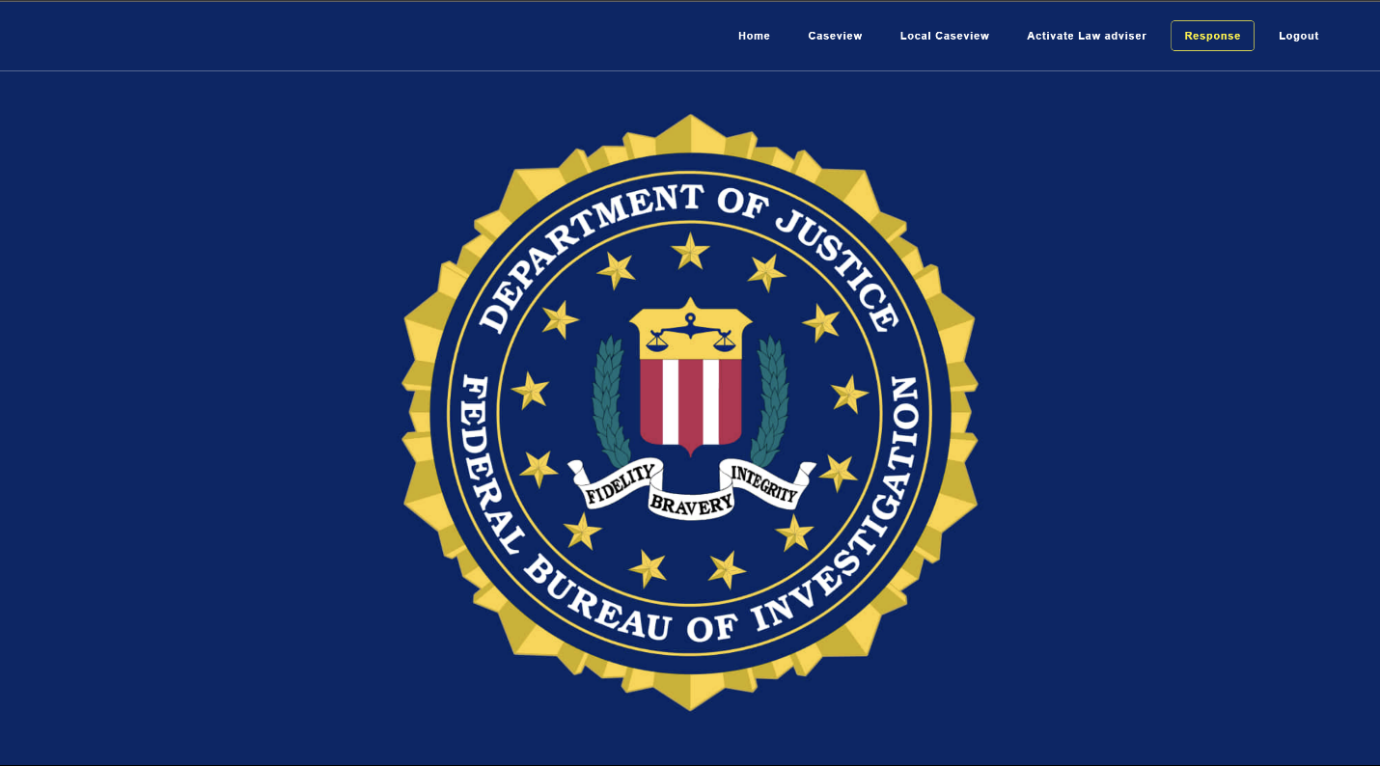 Home Caseview Local Caseview Activate Law adviser Response Logout
DEPARTMENT OF JUSTICE
FIDELITY
BRAVERY
INTEGRITY
FEDERAL BUREAU OF INVESTIGATION